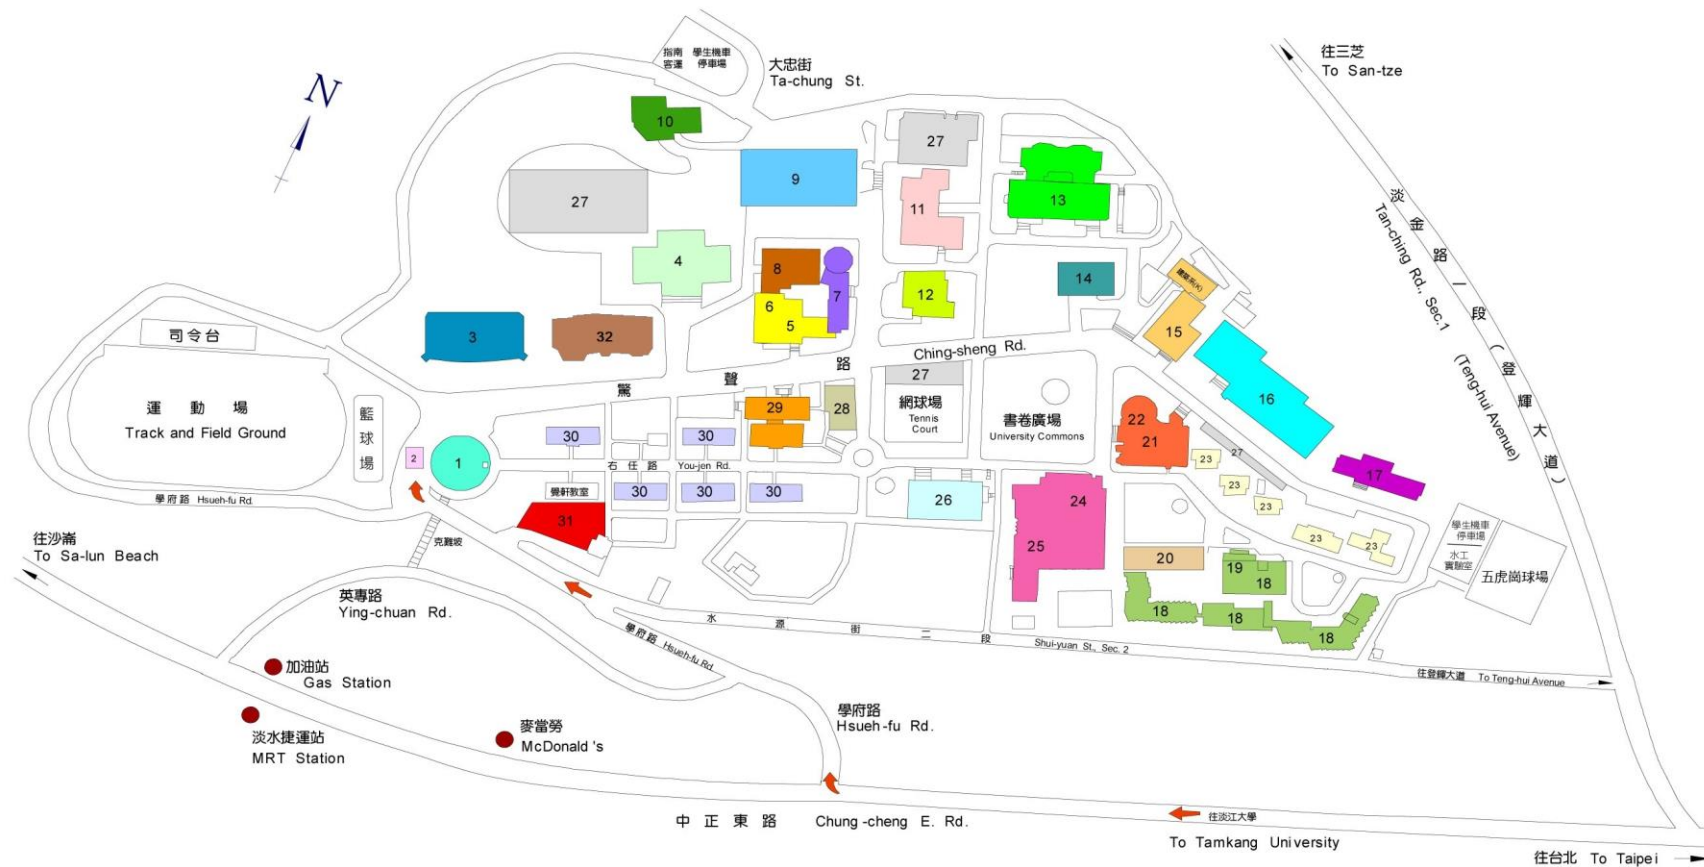 指南 學生機車
客運 停車場
大忠街
Ta-chung St.
往三芝
To San-tze
N
10
27
9
27
11
13
淡金路一段(登輝大道)
Tan-ching Rd., Sec.1 (Teng-hui Avenue)
4
8
7
6
5
12
14
建築系(K)
15
16
3
32
司令台
Ching-sheng Rd.
驚聲路
27
運動場
Track and Field Ground
籃球場
2
1
30
30
29
28
網球場
Tennis
Court
書卷廣場
University Commons
22
21
27
17
右任路 You-jen Rd.
學府路 Hsueh-fu Rd.
覺軒教室
30
30
30
31
26
24
25
23
23
23
23
23
學生機車
停車場
水工
實驗室
五虎崗球場
20
19
18
18
18
18
往沙崙
To Sa-lun Beach
克難坡
英專路
Ying-chuan Rd.
水源街二段 Shui-yuan St., Sec. 2
學府路 Hsueh-fu Rd.
往登輝大道 To Teng-hui Avenue
加油站
Gas Station
淡水捷運站
MRT Station
麥當勞
McDonald's
學府路
Hsueh-fu Rd.
中正東路 Chung-cheng E. Rd.
往淡江大學
To Tamkang University
往台北 To Taipei